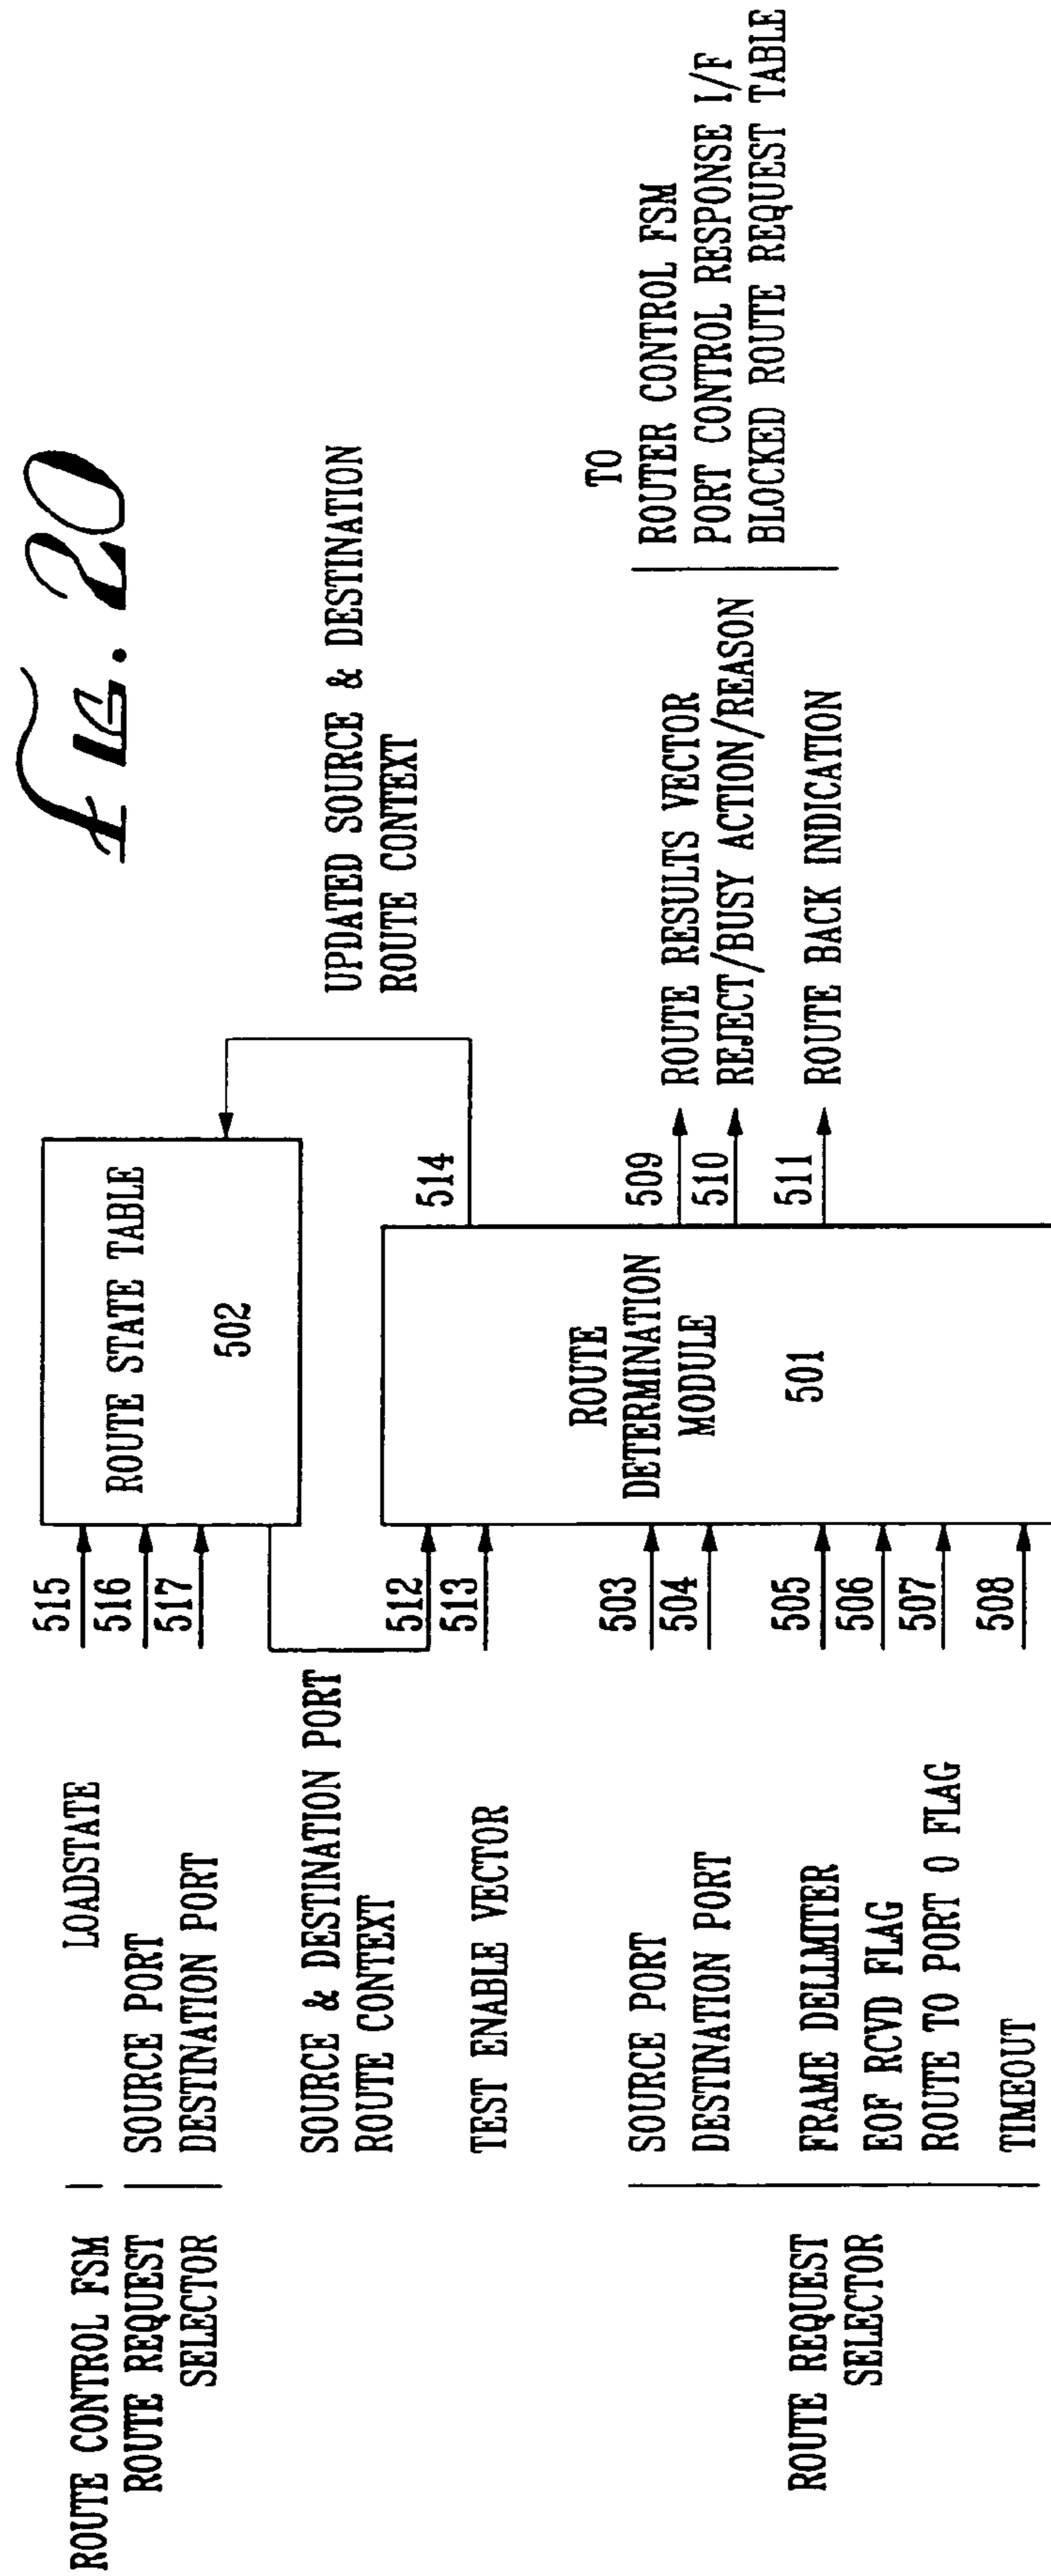 Fig. 20
ROUTE CONTROL FSM
ROUTE REQUEST
SELECTOR
LOADSTATE
SOURCE PORT
DESTINATION PORT
515
516
517
ROUTE STATE TABLE
502
UPDATED SOURCE & DESTINATION
ROUTE CONTEXT
SOURCE & DESTINATION PORT
ROUTE CONTEXT
TEST ENABLE VECTOR
512
513
514
ROUTE REQUEST
SELECTOR
SOURCE PORT
DESTINATION PORT
FRAME DELLMITER
EOF RCVD FLAG
ROUTE TO PORT 0 FLAG
TIMEOUT
503
504
505
506
507
508
ROUTE
DETERMINATION
MODULE
501
509
510
511
ROUTE RESULTS VECTOR
REJECT/BUSY ACTION/REASON
ROUTE BACK INDICATION
TO
ROUTER CONTROL FSM
PORT CONTROL RESPONSE I/F
BLOCKED ROUTE REQUEST TABLE